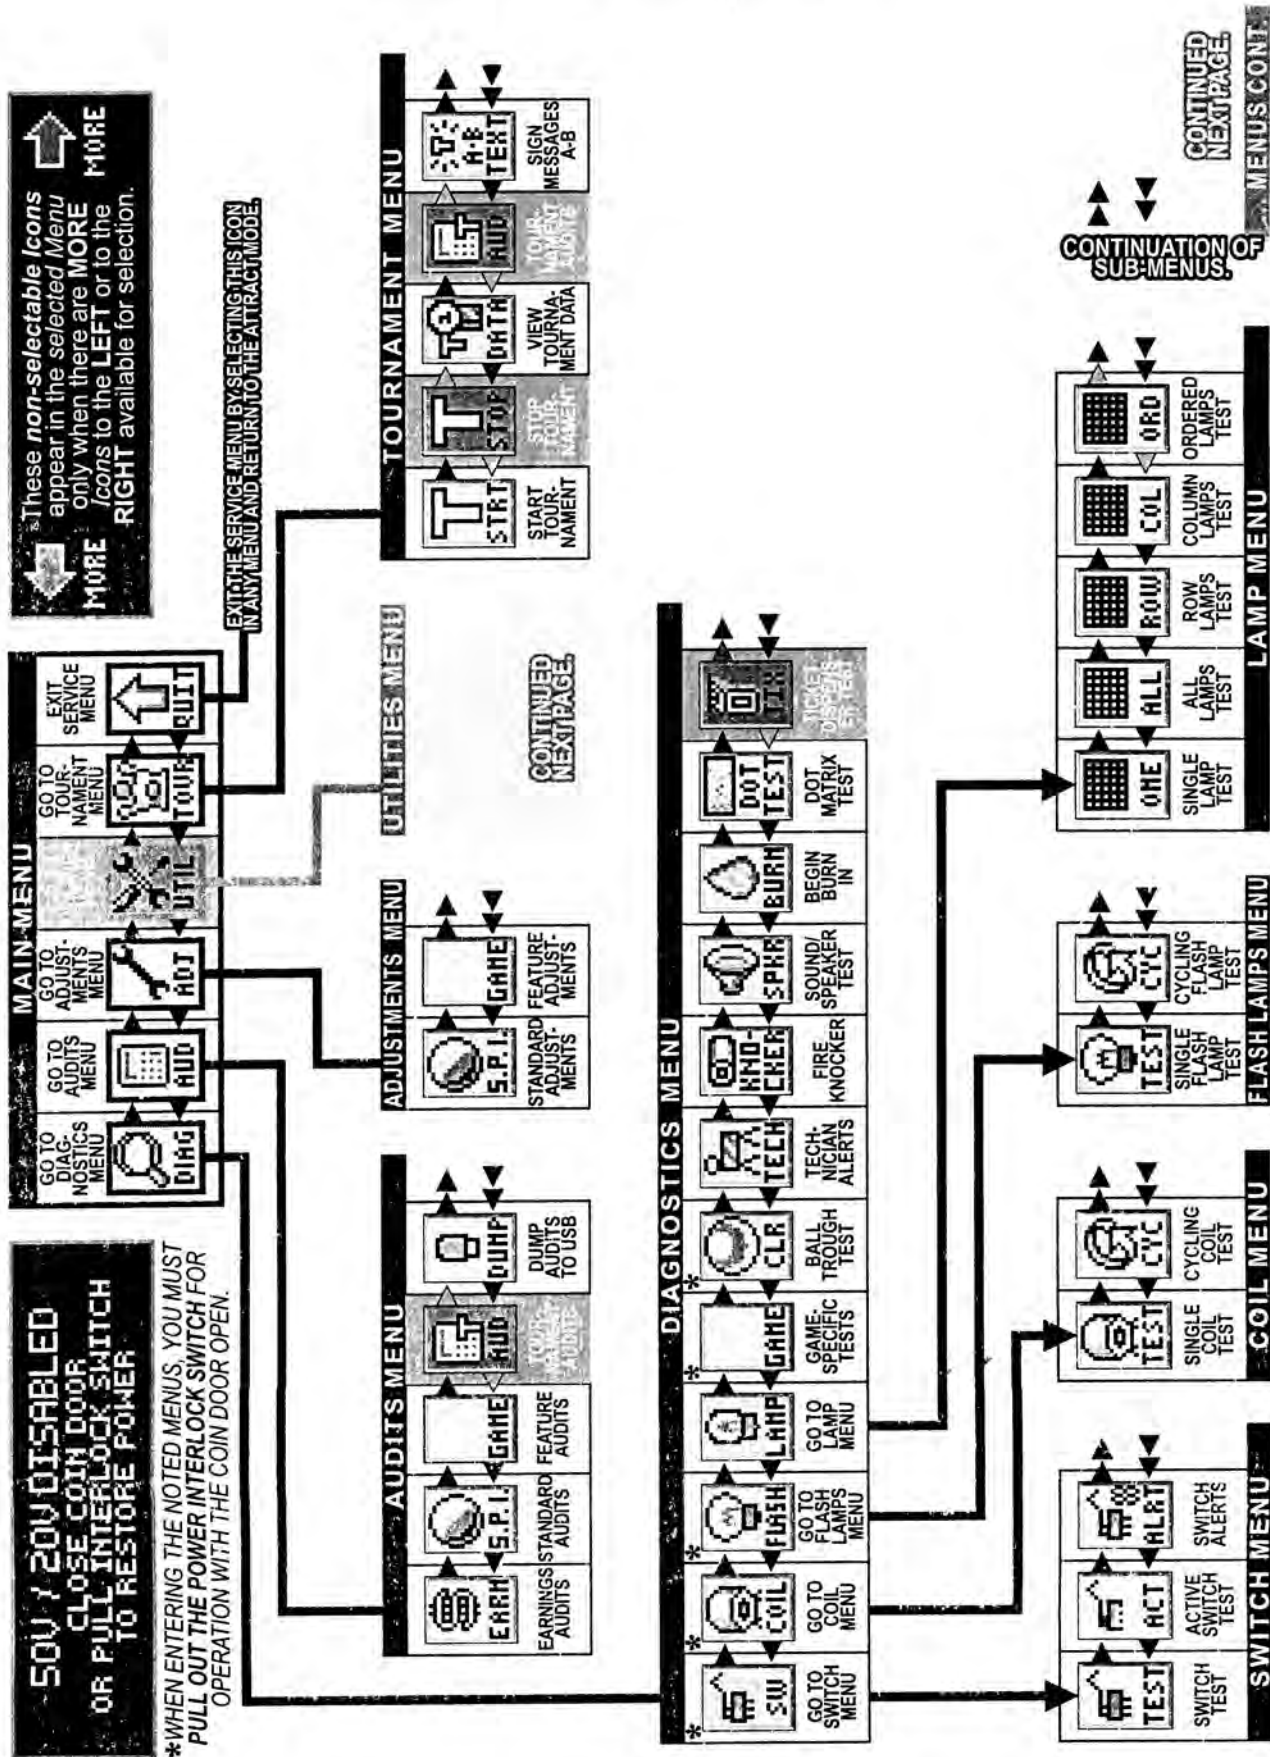 50V / 20V DISABLED
CLOSE COIN DOOR
OR PULL INTERLOCK SWITCH
TO RESTORE POWER
*WHEN ENTERING THE NOTED MENUS, YOU MUST
PULL OUT THE POWER INTERLOCK SWITCH FOR
OPERATION WITH THE COIN DOOR OPEN.
MAIN MENU
GO TO
DIAG-
NOSTICS
MENU
DIAG
GO TO
AUDITS
MENU
AUD
GO TO
ADJUST-
MENTS
MENU
ADJ
UTIL
GO TO
TOUR-
NAMENT
MENU
TOUR
EXIT
SERVICE
MENU
QUIT
These non-selectable Icons
appear in the selected Menu
only when there are MORE
Icons to the LEFT or to the
RIGHT available for selection.
MORE
MORE
EXIT THE SERVICE MENU BY SELECTING THIS ICON
IN ANY MENU AND RETURN TO THE ATTRACT MODE.
AUDITS MENU
EARN
EARNINGS
AUDITS
S.P.I.
STANDARD
AUDITS
GAME
FEATURE
AUDITS
AUD
TOUR-
NAMENT
AUDITS
DUMP
DUMP
AUDITS
TO USB
ADJUSTMENTS MENU
S.P.I.
STANDARD
ADJUST-
MENTS
GAME
FEATURE
ADJUST-
MENTS
UTILITIES MENU
CONTINUED
NEXT PAGE.
TOURNAMENT MENU
STRT
START
TOUR-
NAMENT
STOP
STOP
TOUR-
NAMENT
DATA
VIEW
TOURNA-
MENT DATA
AUD
TOUR-
NAMENT
AUDITS
A-B
TEXT
SIGN
MESSAGES
A-B
DIAGNOSTICS MENU
*
SW
GO TO
SWITCH
MENU
*
COIL
GO TO
COIL
MENU
*
FLASH
GO TO
FLASH
LAMPS
MENU
LAMP
GO TO
LAMP
MENU
*
GAME
GAME-
SPECIFIC
TESTS
*
CLR
BALL
TROUGH
TEST
TECH
TECH-
NICIAN
ALERTS
KNO-
CKER
FIRE
KNOCKER
SPKR
SOUND/
SPEAKER
TEST
BURN
BEGIN
BURN
IN
DOT
TEST
DOT
MATRIX
TEST
TIX
TICKET
DISPENS-
ER TEST
SWITCH MENU
TEST
SWITCH
TEST
ACT
ACTIVE
SWITCH
TEST
ALRT
SWITCH
ALERTS
COIL MENU
TEST
SINGLE
COIL
TEST
CYC
CYCLING
COIL
TEST
FLASH LAMPS MENU
TEST
SINGLE
FLASH
LAMP
TEST
CYC
CYCLING
FLASH
LAMP
TEST
LAMP MENU
ONE
SINGLE
LAMP
TEST
ALL
ALL
LAMPS
TEST
ROW
ROW
LAMPS
TEST
COL
COLUMN
LAMPS
TEST
ORD
ORDERED
LAMPS
TEST
CONTINUATION OF
SUB-MENUS.
CONTINUED
NEXT PAGE.
MENUS CONT.